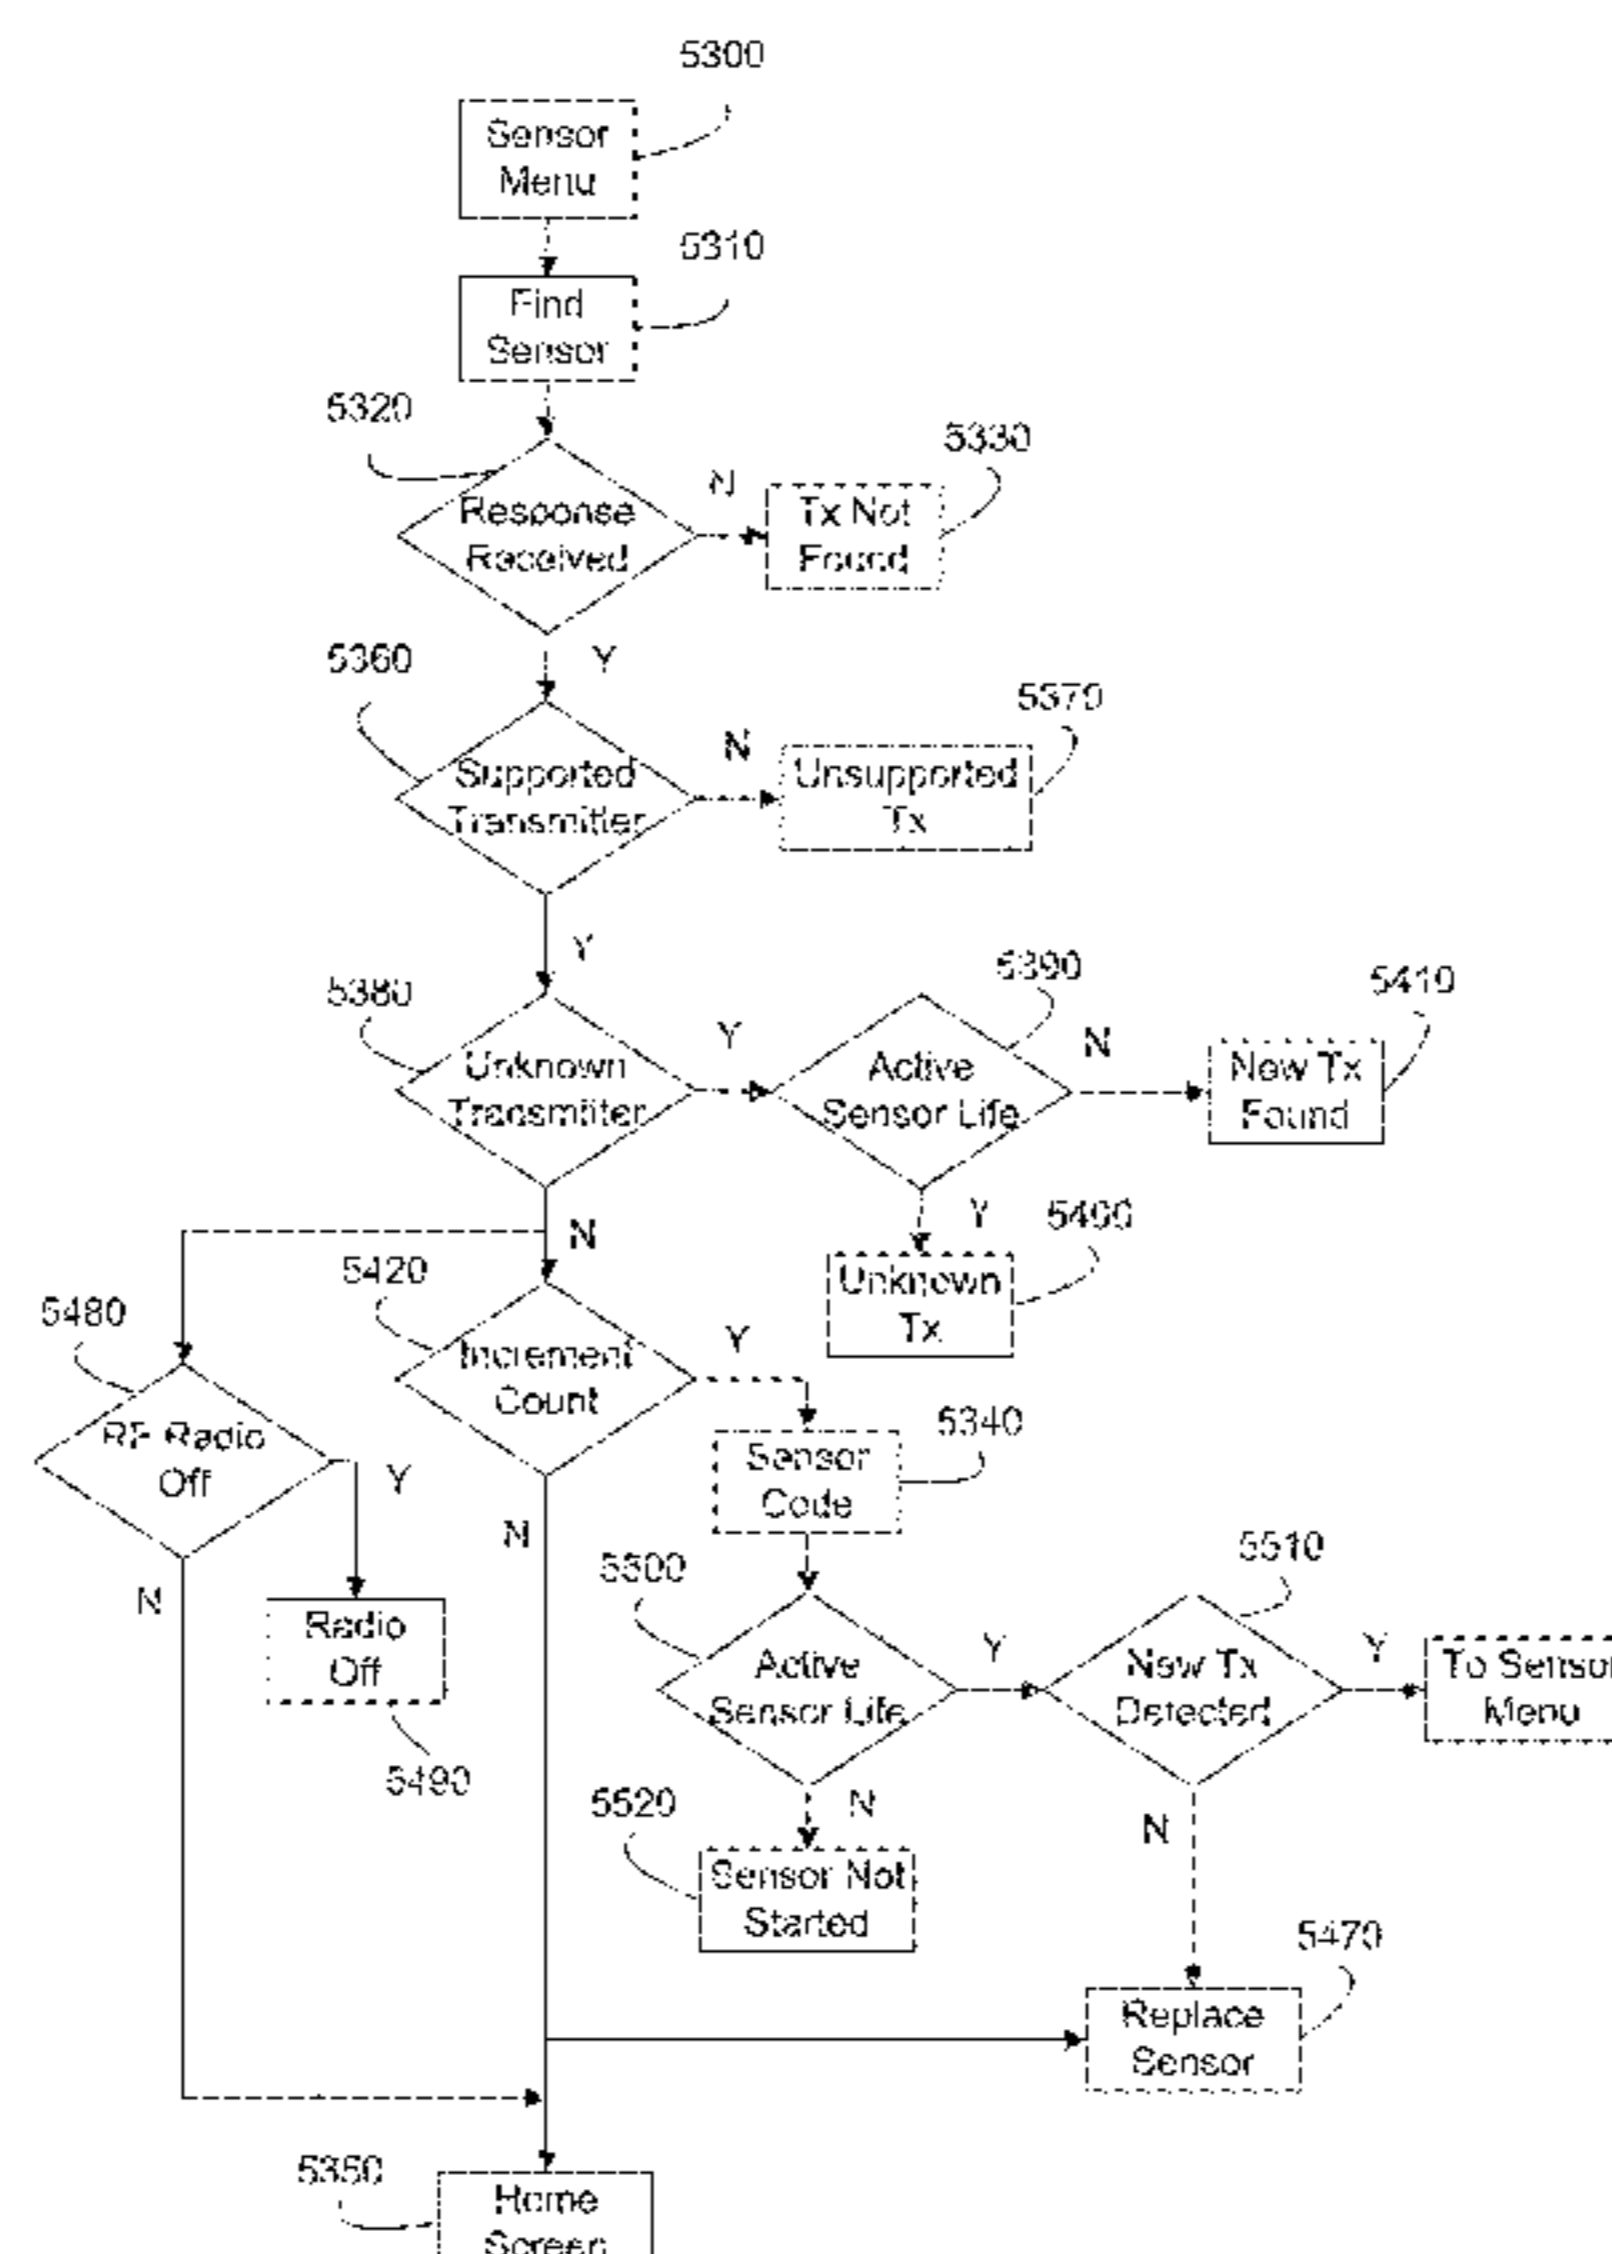 5300
Sensor
Menu
5310
Find
Sensor
5320
5330
N
Response
Received
Tx Not
Found
Y
5360
5370
N
Supported
Transmitter
Unsupported
Tx
Y
5380
5390
5410
Y
N
Unknown
Transmitter
Active
Sensor Life
New Tx
Found
N
Y
5400
5420
Unknown
Tx
5480
Y
Increment
Count
5340
RF Radio
Off
Y
Sensor
Code
N
5510
5500
N
Radio
Off
Y
Y
Active
Sensor Life
New Tx
Detected
To Sensor
Menu
5490
5520
N
N
Sensor Not
Started
5470
Replace
Sensor
5350
Home
Screen